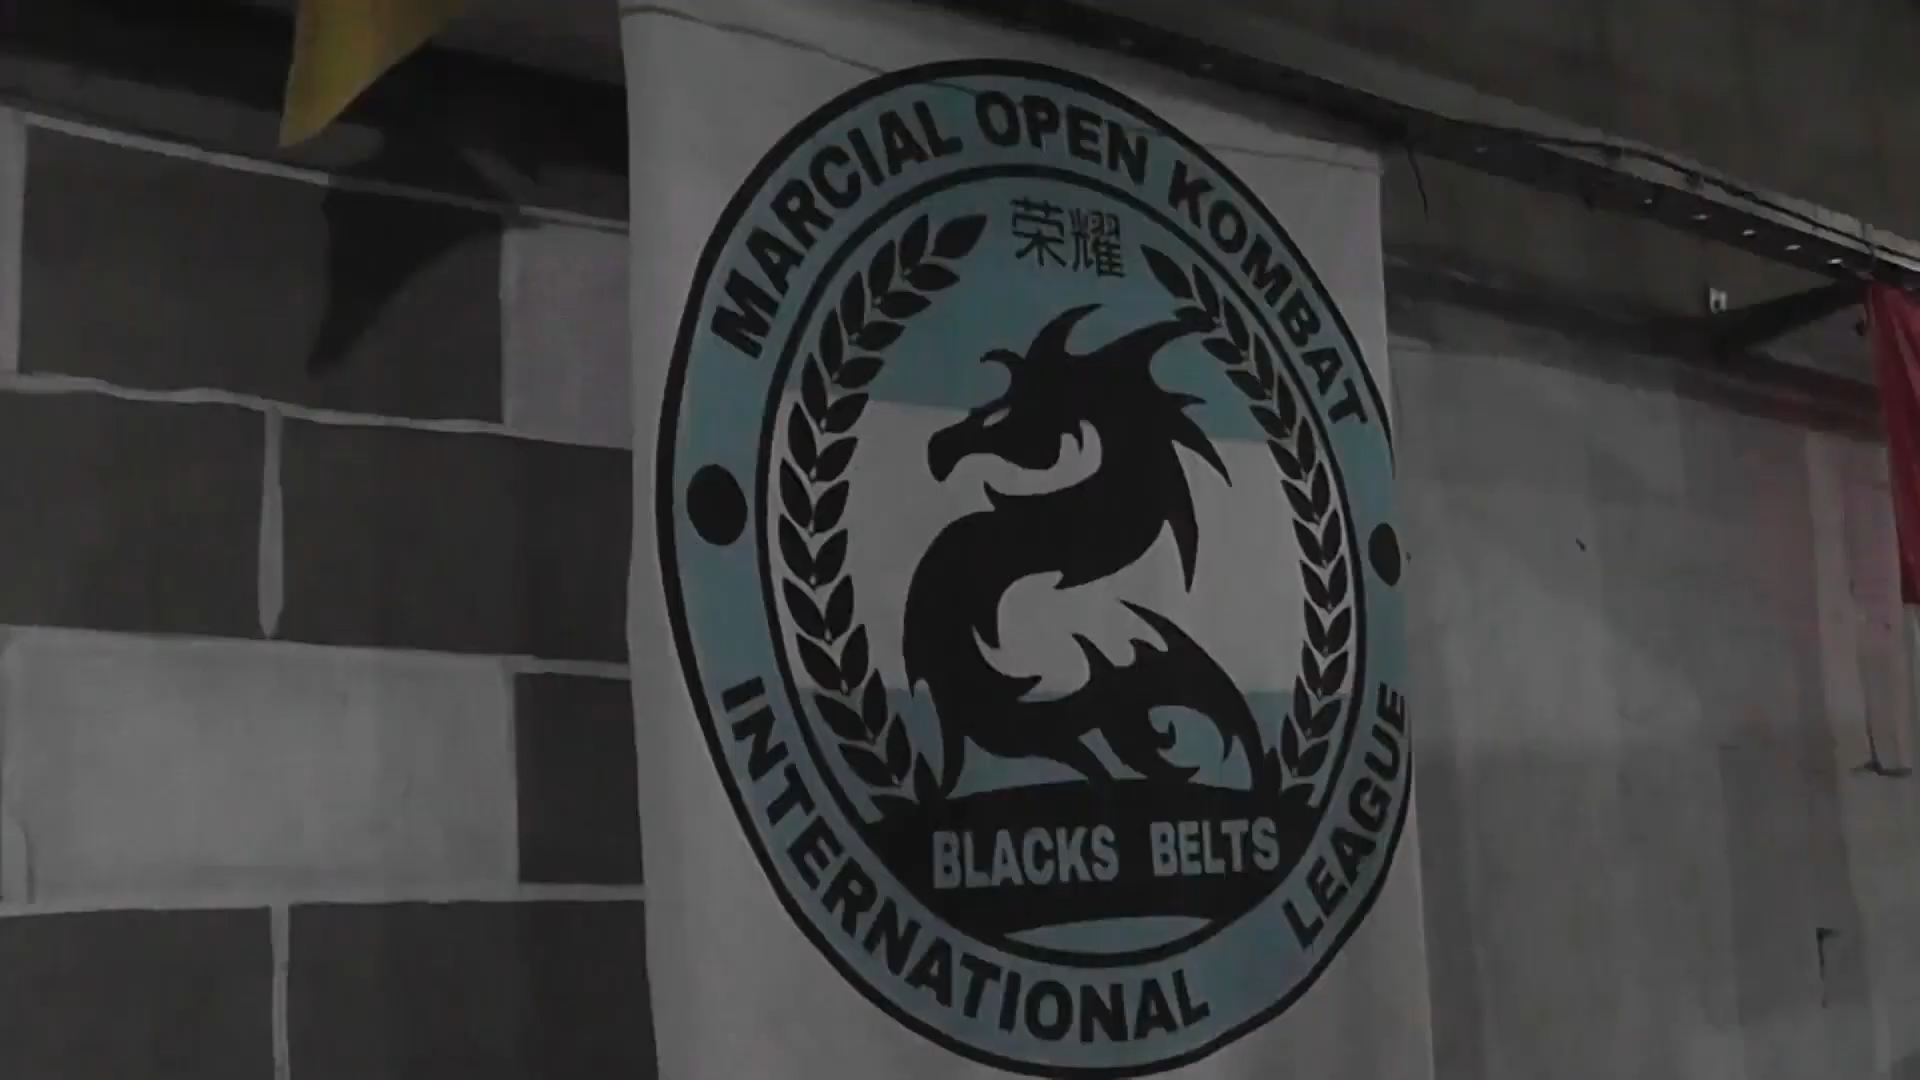 MARCIAL OPEN KOMBAT
荣耀
BLACKS BELTS
INTERNATIONAL LEAGUE